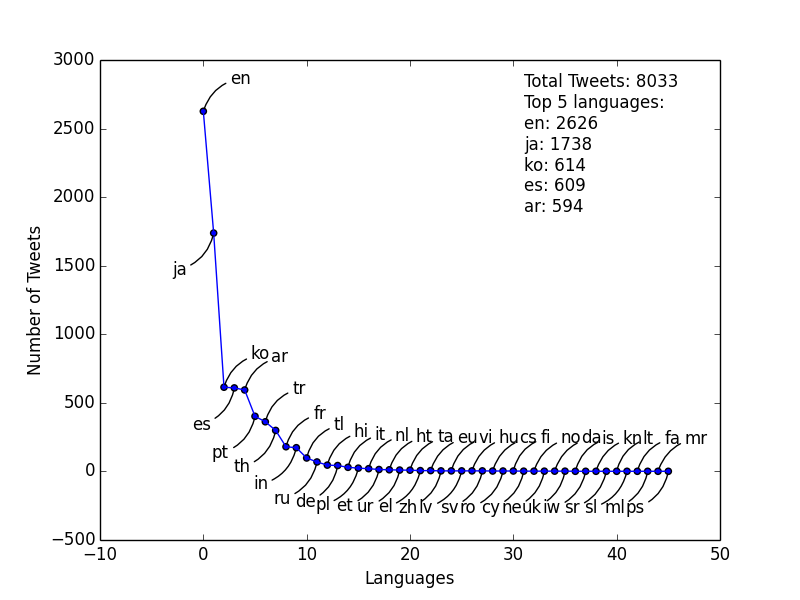 3000
2500
2000
1500
1000
500
0
−500
−10
0
10
20
30
40
50
Number of Tweets
Languages
Total Tweets: 8033
Top 5 languages:
en: 2626
ja: 1738
ko: 614
es: 609
ar: 594
en
ja
ko
es
ar
pt
tr
th
fr
in
tl
ru
hi
de
it
pl
nl
et
ht
ur
ta
el
eu
zh
vi
lv
hu
sv
cs
ro
fi
cy
no
ne
da
uk
is
iw
kn
sr
lt
sl
fa
ml
mr
ps